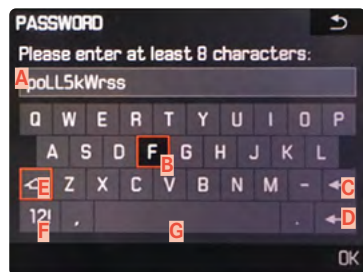 PASSWORD
Please enter at least 8 characters:
A poLL5kWrss
Q W E R T Y U I O P
A S D F G H J K L
B
E Z X C V B N M - C
12! , . D
F G
OK